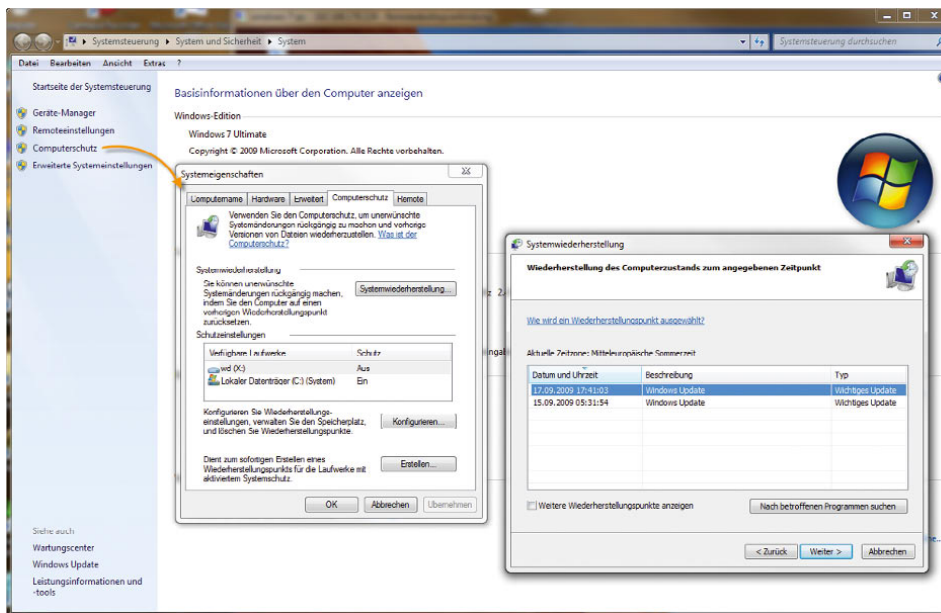 Systemsteuerung System und Sicherheit System
Systemsteuerung durchsuchen
Datei Bearbeiten Ansicht Extras ?
Startseite der Systemsteuerung
Geräte-Manager
Remoteeinstellungen
Computerschutz
Erweiterte Systemeinstellungen
Basisinformationen über den Computer anzeigen
Windows-Edition
Windows 7 Ultimate
Copyright © 2009 Microsoft Corporation. Alle Rechte vorbehalten.
Systemeigenschaften
Computername Hardware Erweitert Computerschutz Remote
Verwenden Sie den Computerschutz, um unerwünschte
Systemänderungen rückgängig zu machen und vorherige
Versionen von Dateien wiederherzustellen. Was ist der
Computerschutz?
Systemwiederherstellung
Sie können unerwünschte
Systemänderungen rückgängig machen,
indem Sie den Computer auf einen
vorherigen Wiederherstellungspunkt
zurücksetzen.
Systemwiederherstellung...
Schutzeinstellungen
Verfügbare Laufwerke Schutz
wd (X:) Aus
Lokaler Datenträger (C:) (System) Ein
Konfigurieren Sie Wiederherstellungs-
einstellungen, verwalten Sie den Speicherplatz,
und löschen Sie Wiederherstellungspunkte.
Konfigurieren...
Dient zum sofortigen Erstellen eines
Wiederherstellungspunkts für die Laufwerke mit
aktiviertem Systemschutz.
Erstellen...
OK Abbrechen Übernehmen
Systemwiederherstellung
Wiederherstellung des Computerzustands zum angegebenen Zeitpunkt
Wie wird ein Wiederherstellungspunkt ausgewählt?
Aktuelle Zeitzone: Mitteleuropäische Sommerzeit
Datum und Uhrzeit Beschreibung Typ
17.09.2009 17:41:03 Windows Update Wichtiges Update
15.09.2009 05:31:54 Windows Update Wichtiges Update
Weitere Wiederherstellungspunkte anzeigen
Nach betroffenen Programmen suchen
< Zurück Weiter > Abbrechen
Siehe auch
Wartungscenter
Windows Update
Leistungsinformationen und
-tools